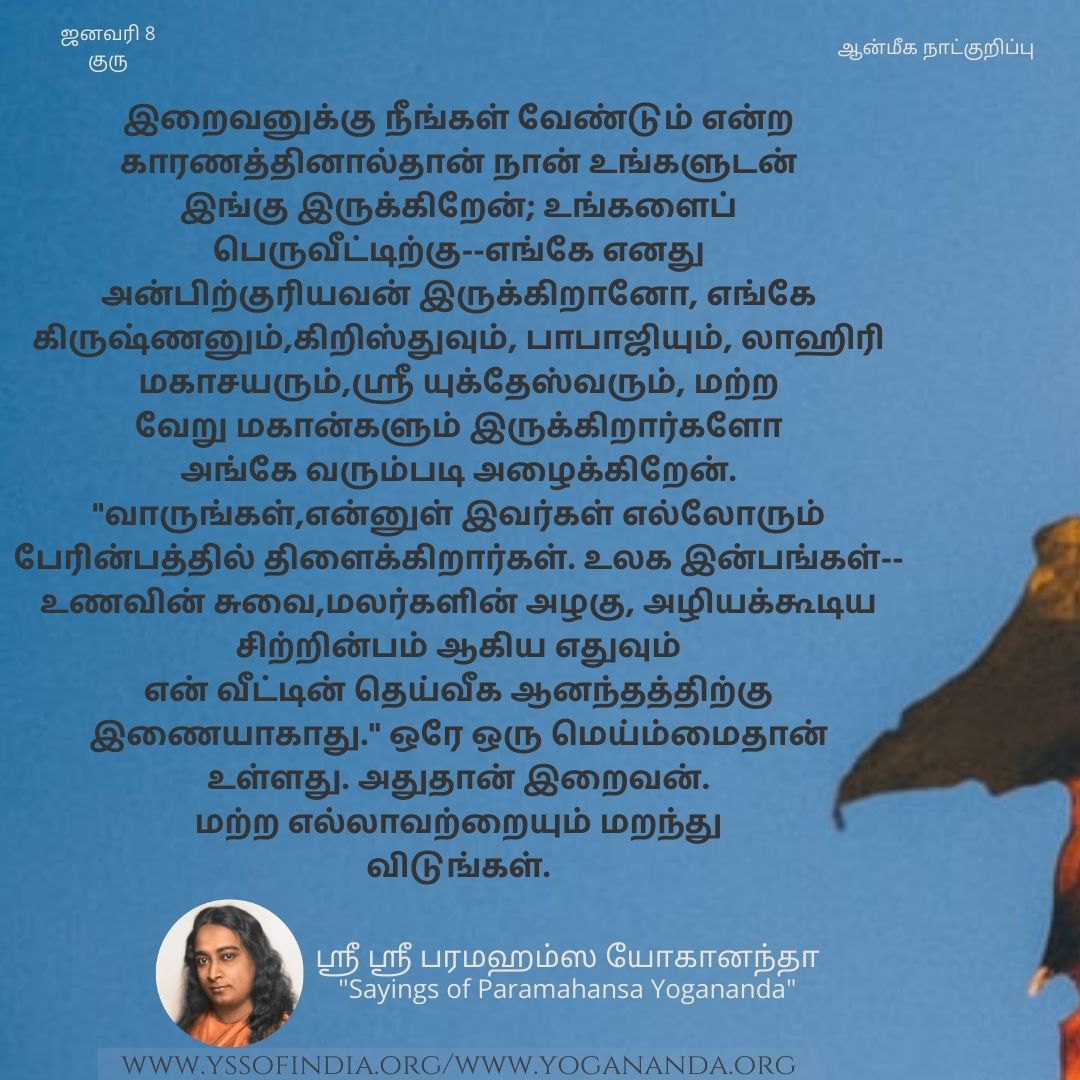 ஜனவரி 8
குரு
ஆன்மீக நாட்குறிப்பு
இறைவனுக்கு நீங்கள் வேண்டும் என்ற
காரணத்தினால்தான் நான் உங்களுடன்
இங்கு இருக்கிறேன்; உங்களைப்
பெருவீட்டிற்கு--எங்கே எனது
அன்பிற்குரியவன் இருக்கிறானோ, எங்கே
கிருஷ்ணனும்,கிறிஸ்துவும், பாபாஜியும், லாஹிரி
மகாசயரும்,ஸ்ரீ யுக்தேஸ்வரும், மற்ற
வேறு மகான்களும் இருக்கிறார்களோ
அங்கே வரும்படி அழைக்கிறேன்.
"வாருங்கள்,என்னுள் இவர்கள் எல்லோரும்
பேரின்பத்தில் திளைக்கிறார்கள். உலக இன்பங்கள்--
உணவின் சுவை,மலர்களின் அழகு, அழியக்கூடிய
சிற்றின்பம் ஆகிய எதுவும்
என் வீட்டின் தெய்வீக ஆனந்தத்திற்கு
இணையாகாது." ஒரே ஒரு மெய்ம்மைதான்
உள்ளது. அதுதான் இறைவன்.
மற்ற எல்லாவற்றையும் மறந்து
விடுங்கள்.
ஸ்ரீ ஸ்ரீ பரமஹம்ஸ யோகானந்தா
"Sayings of Paramahansa Yogananda"
WWW.YSSOFINDIA.ORG/WWW.YOGANANDA.ORG